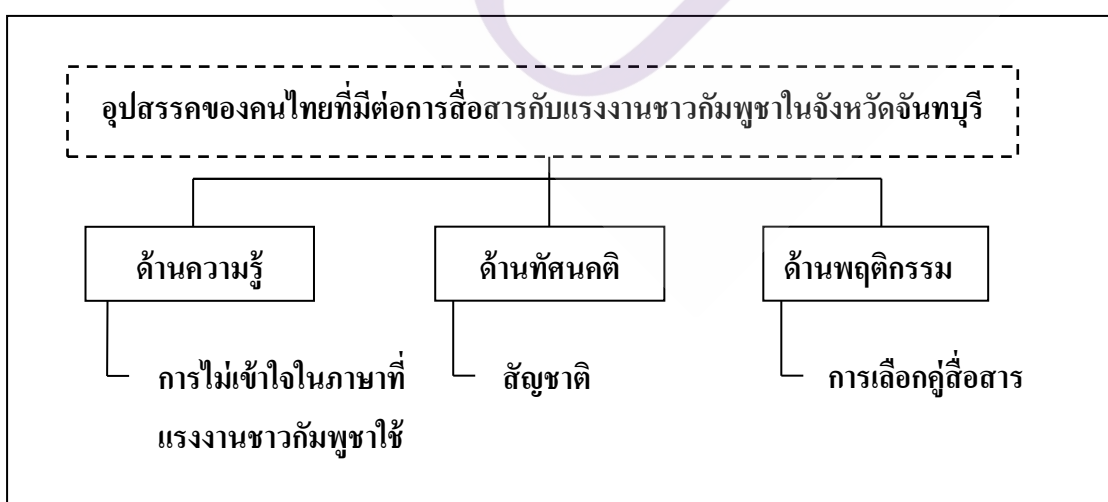 อุปสรรคของคนไทยที่มีต่อการสื่อสารกับแรงงานชาวกัมพูชาในจังหวัดจันทบุรี
ด้านความรู้
ด้านทัศนคติ
ด้านพฤติกรรม
การไม่เข้าใจในภาษาที่
แรงงานชาวกัมพูชาใช้
สัญชาติ
การเลือกคู่สื่อสาร